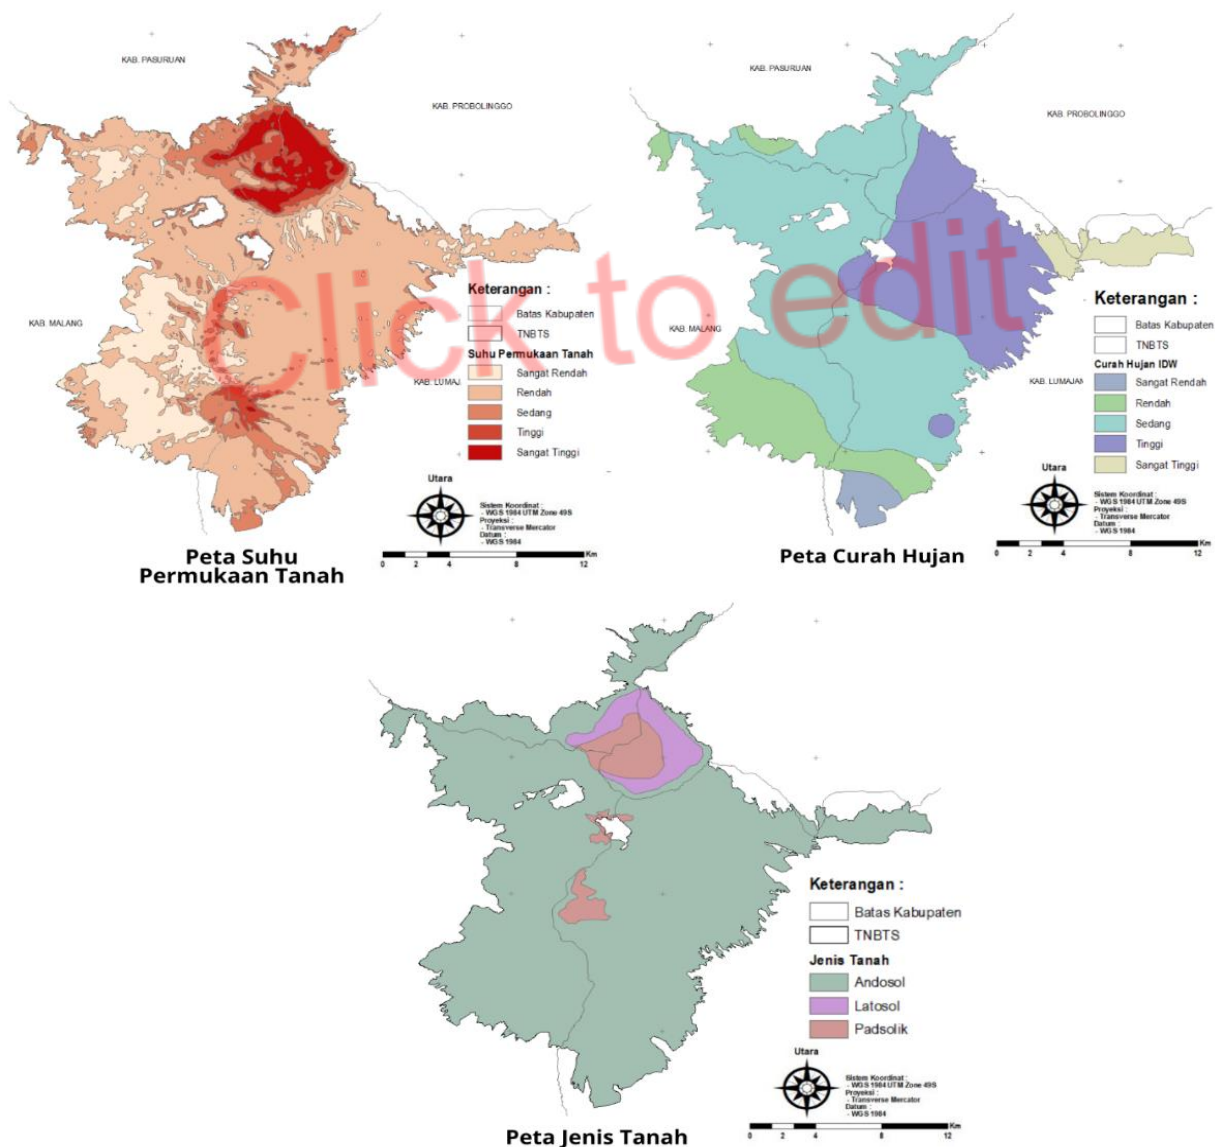 KAB. PASURUAN
KAB. PROBOLINGGO
KAB. MALANG
KAB. LUMAJ
Keterangan :
Batas Kabupaten
TNBTS
Suhu Permukaan Tanah
Sangat Rendah
Rendah
Sedang
Tinggi
Sangat Tinggi
Utara
Sistem Koordinat :
- WGS 1984 UTM Zone 49S
Proyeksi :
- Transverse Mercator
Datum :
- WGS 1984
Km
0 2 4 8 12
Peta Suhu
Permukaan Tanah
KAB. PASURUAN
KAB. PROBOLINGGO
KAB. MALANG
KAB. LUMAJAN
Keterangan :
Batas Kabupaten
TNBTS
Curah Hujan IDW
Sangat Rendah
Rendah
Sedang
Tinggi
Sangat Tinggi
Utara
Sistem Koordinat :
- WGS 1984 UTM Zone 49S
Proyeksi :
- Transverse Mercator
Datum :
- WGS 1984
Km
0 2 4 8 12
Peta Curah Hujan
Click to edit
Keterangan :
Batas Kabupaten
TNBTS
Jenis Tanah
Andosol
Latosol
Padsolik
Utara
Sistem Koordinat :
- WGS 1984 UTM Zone 49S
Proyeksi :
- Transverse Mercator
Datum :
- WGS 1984
Km
0 2 4 8 12
Peta Jenis Tanah